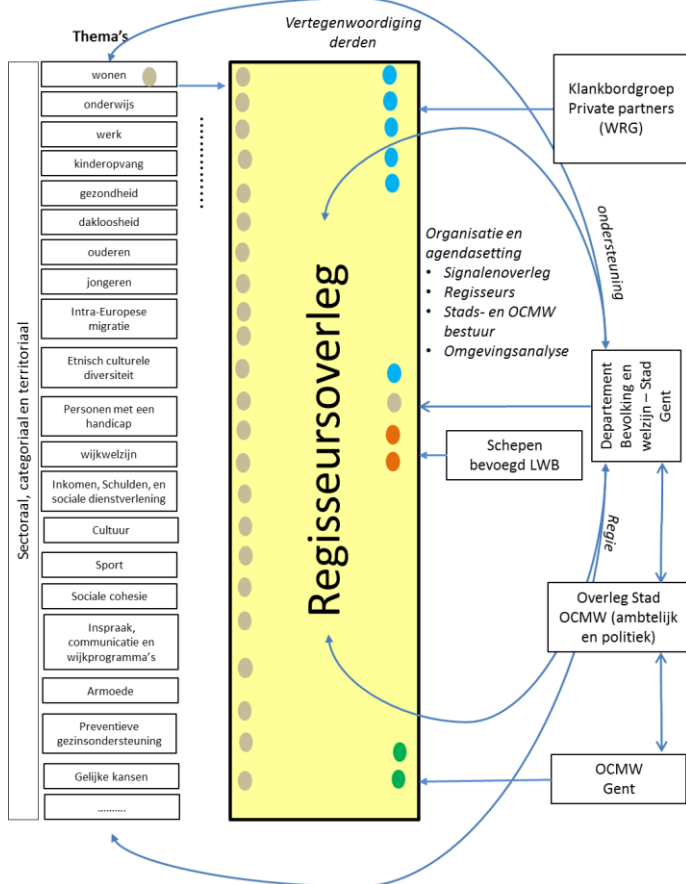 Thema's
Sectoraal, categoriaal en territoriaal
wonen
onderwijs
werk
kinderopvang
gezondheid
dakloosheid
ouderen
jongeren
Intra-Europese
migratie
Etnisch culturele
diversiteit
Personen met een
handicap
wijkwelzijn
Inkomen, Schulden, en
sociale dienstverlening
Cultuur
Sport
Sociale cohesie
Inspraak,
communicatie en
wijkprogramma's
Armoede
Preventieve
gezinsondersteuning
Gelijke kansen
..........
Regisseursoverleg
Vertegenwoordiging
derden
Klankbordgroep
Private partners
(WRG)
ondersteuning
Organisatie en
agendasetting
• Signalenoverleg
• Regisseurs
• Stads- en OCMW
bestuur
• Omgevingsanalyse
Departement
Bevolking en
welzijn – Stad
Gent
Schepen
bevoegd LWB
Regie
Overleg Stad
OCMW (ambtelijk
en politiek)
OCMW
Gent